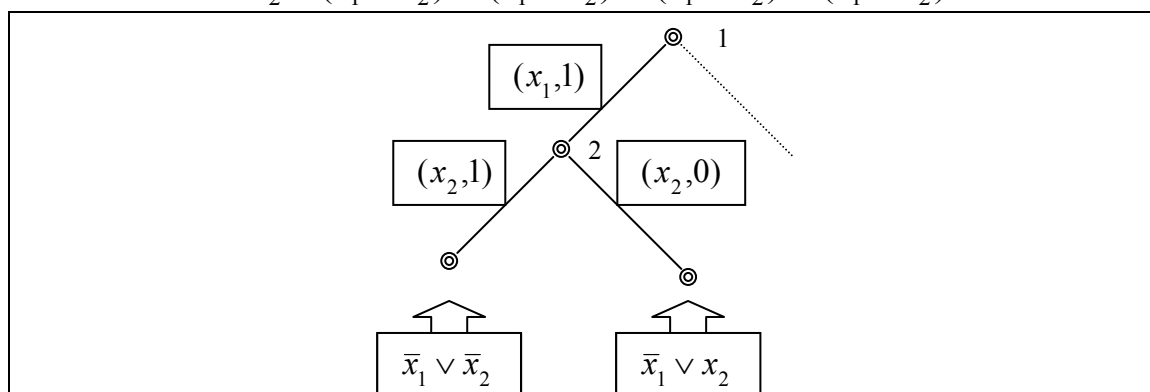 1
(x₁,1)
2
(x₂,1) (x₂,0)
x̄₁ ∨ x̄₂ x̄₁ ∨ x₂